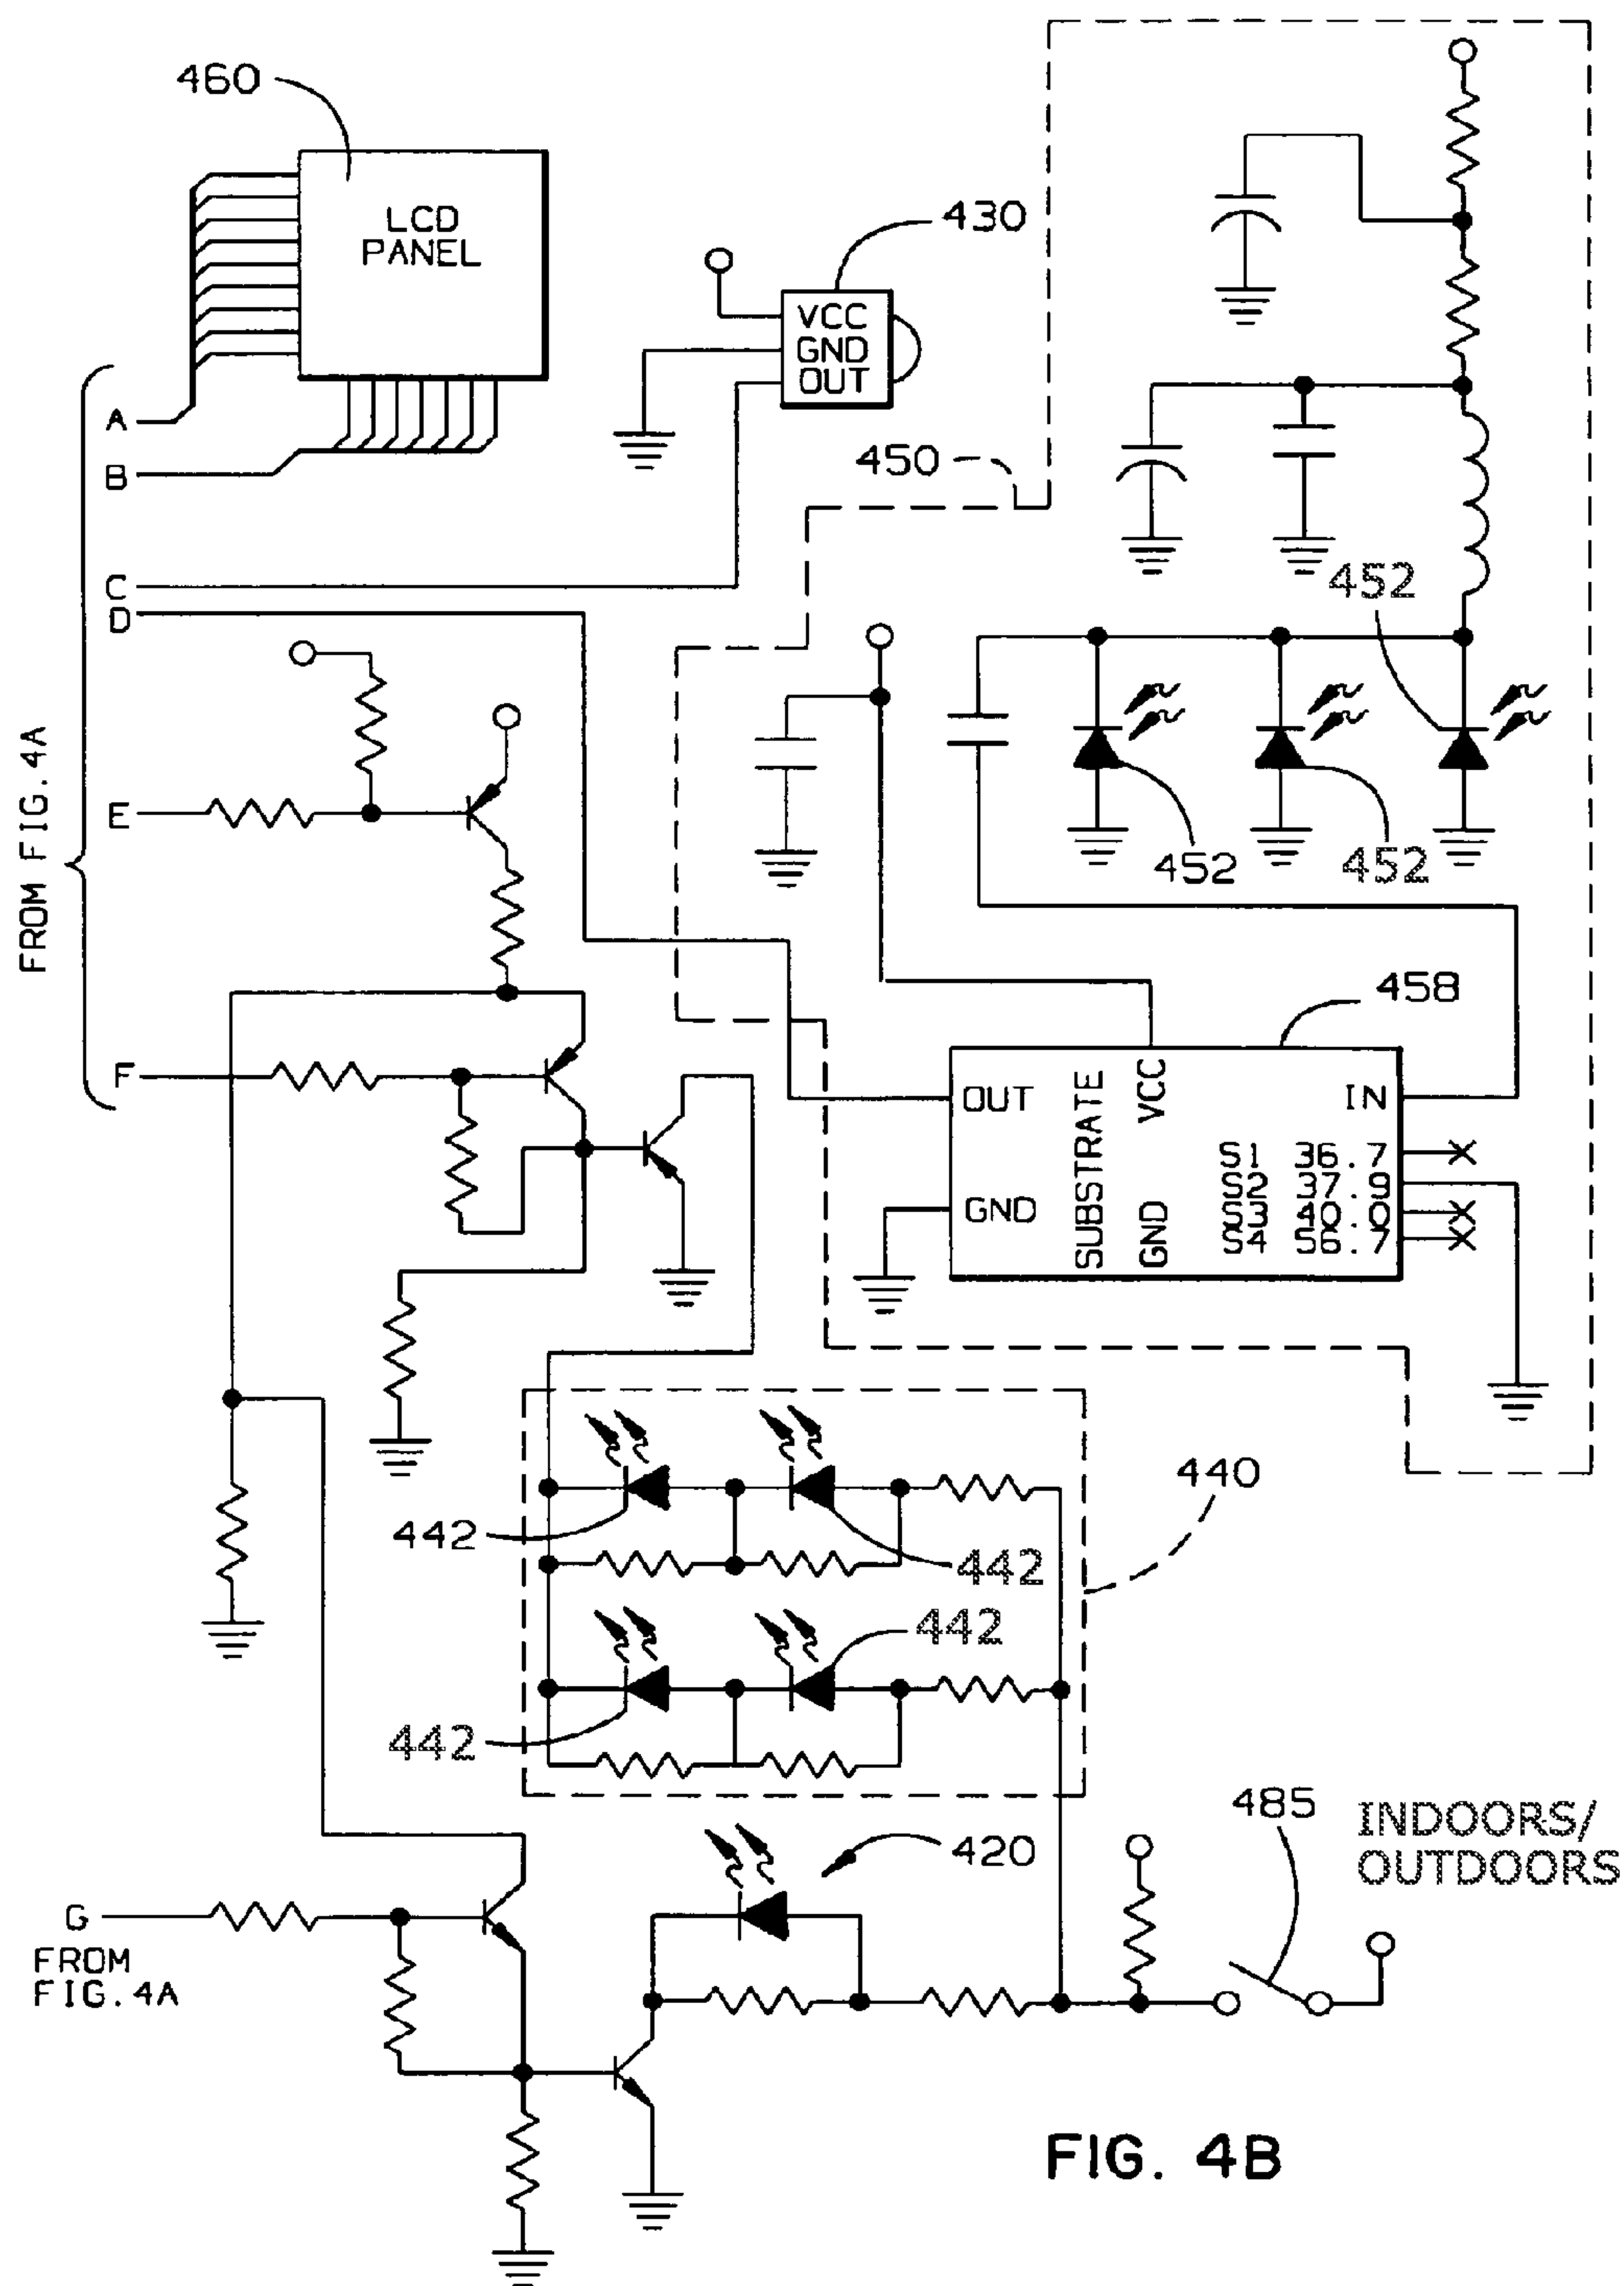 460
LCD
PANEL
430
VCC
GND
OUT
A
B
450
C
D
452
FROM FIG. 4A
E
452
452
458
F
OUT
SUBSTRATE
VCC
IN
S1 36.7
S2 37.9
GND
GND
S3 40.0
S4 56.7
440
442
442
442
442
485
INDOORS/
OUTDOORS
420
G
FROM
FIG. 4A
FIG. 4B